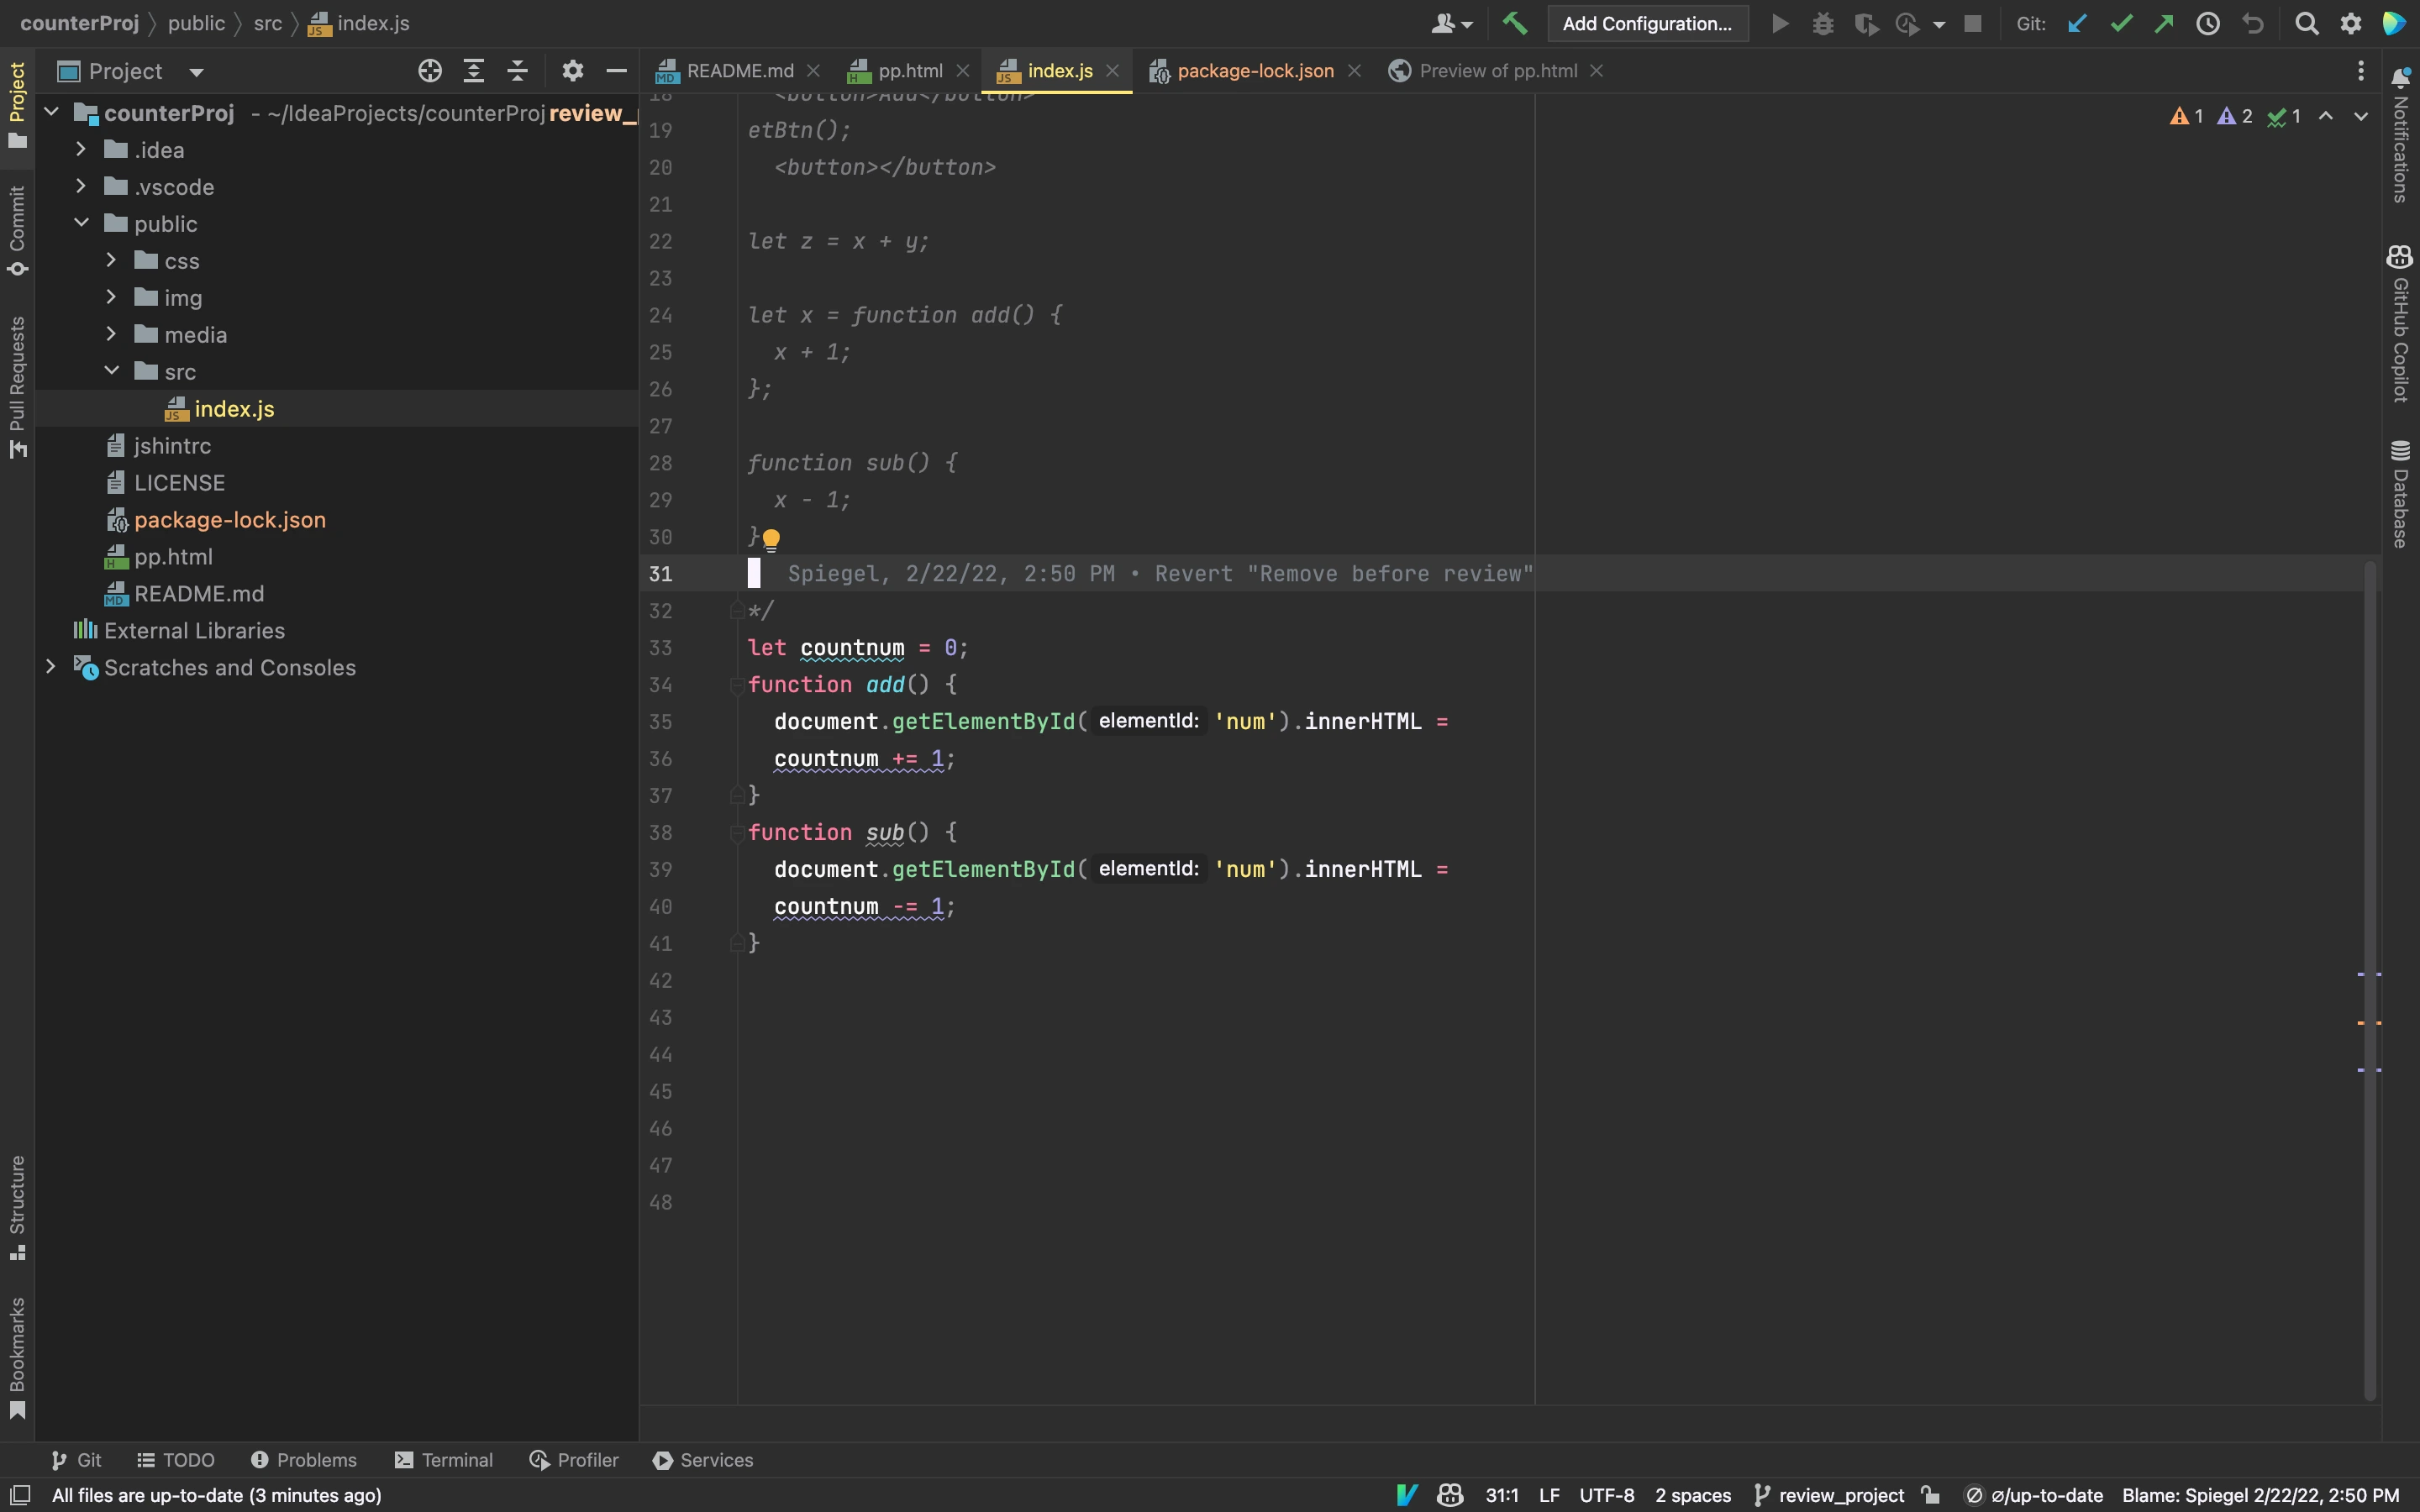 counterProj public src index.js
Add Configuration...
Git:
Project
README.md
pp.html
index.js
package-lock.json
Preview of pp.html
Project
Commit
Pull Requests
Structure
Bookmarks
counterProj - ~/IdeaProjects/counterProj review_
.idea
.vscode
public
css
img
media
src
index.js
jshintrc
LICENSE
package-lock.json
pp.html
README.md
External Libraries
Scratches and Consoles
1 2 1
18 <button>Add</button>
19 etBtn();
20 <button></button>
21
22 let z = x + y;
23
24 let x = function add() {
25 x + 1;
26 };
27
28 function sub() {
29 x - 1;
30 }
31 Spiegel, 2/22/22, 2:50 PM • Revert "Remove before review"
32 */
33 let countnum = 0;
34 function add() {
35 document.getElementById( elementId: 'num').innerHTML =
36 countnum += 1;
37 }
38 function sub() {
39 document.getElementById( elementId: 'num').innerHTML =
40 countnum -= 1;
41 }
42
43
44
45
46
47
48
Notifications
GitHub Copilot
Database
Git
TODO
Problems
Terminal
Profiler
Services
All files are up-to-date (3 minutes ago)
31:1 LF UTF-8 2 spaces review_project ⌀/up-to-date Blame: Spiegel 2/22/22, 2:50 PM